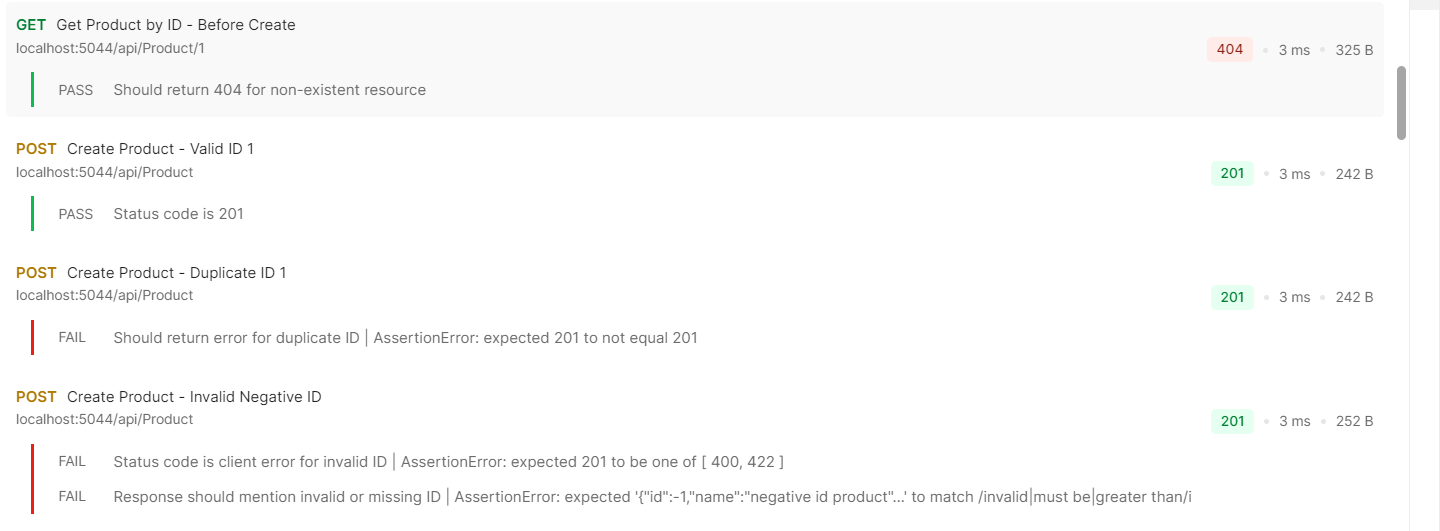 GET Get Product by ID - Before Create
localhost:5044/api/Product/1
404 • 3 ms • 325 B
PASS Should return 404 for non-existent resource
POST Create Product - Valid ID 1
localhost:5044/api/Product
201 • 3 ms • 242 B
PASS Status code is 201
POST Create Product - Duplicate ID 1
localhost:5044/api/Product
201 • 3 ms • 242 B
FAIL Should return error for duplicate ID | AssertionError: expected 201 to not equal 201
POST Create Product - Invalid Negative ID
localhost:5044/api/Product
201 • 3 ms • 252 B
FAIL Status code is client error for invalid ID | AssertionError: expected 201 to be one of [ 400, 422 ]
FAIL Response should mention invalid or missing ID | AssertionError: expected '{"id":-1,"name":"negative id product"…' to match /invalid|must be|greater than/i